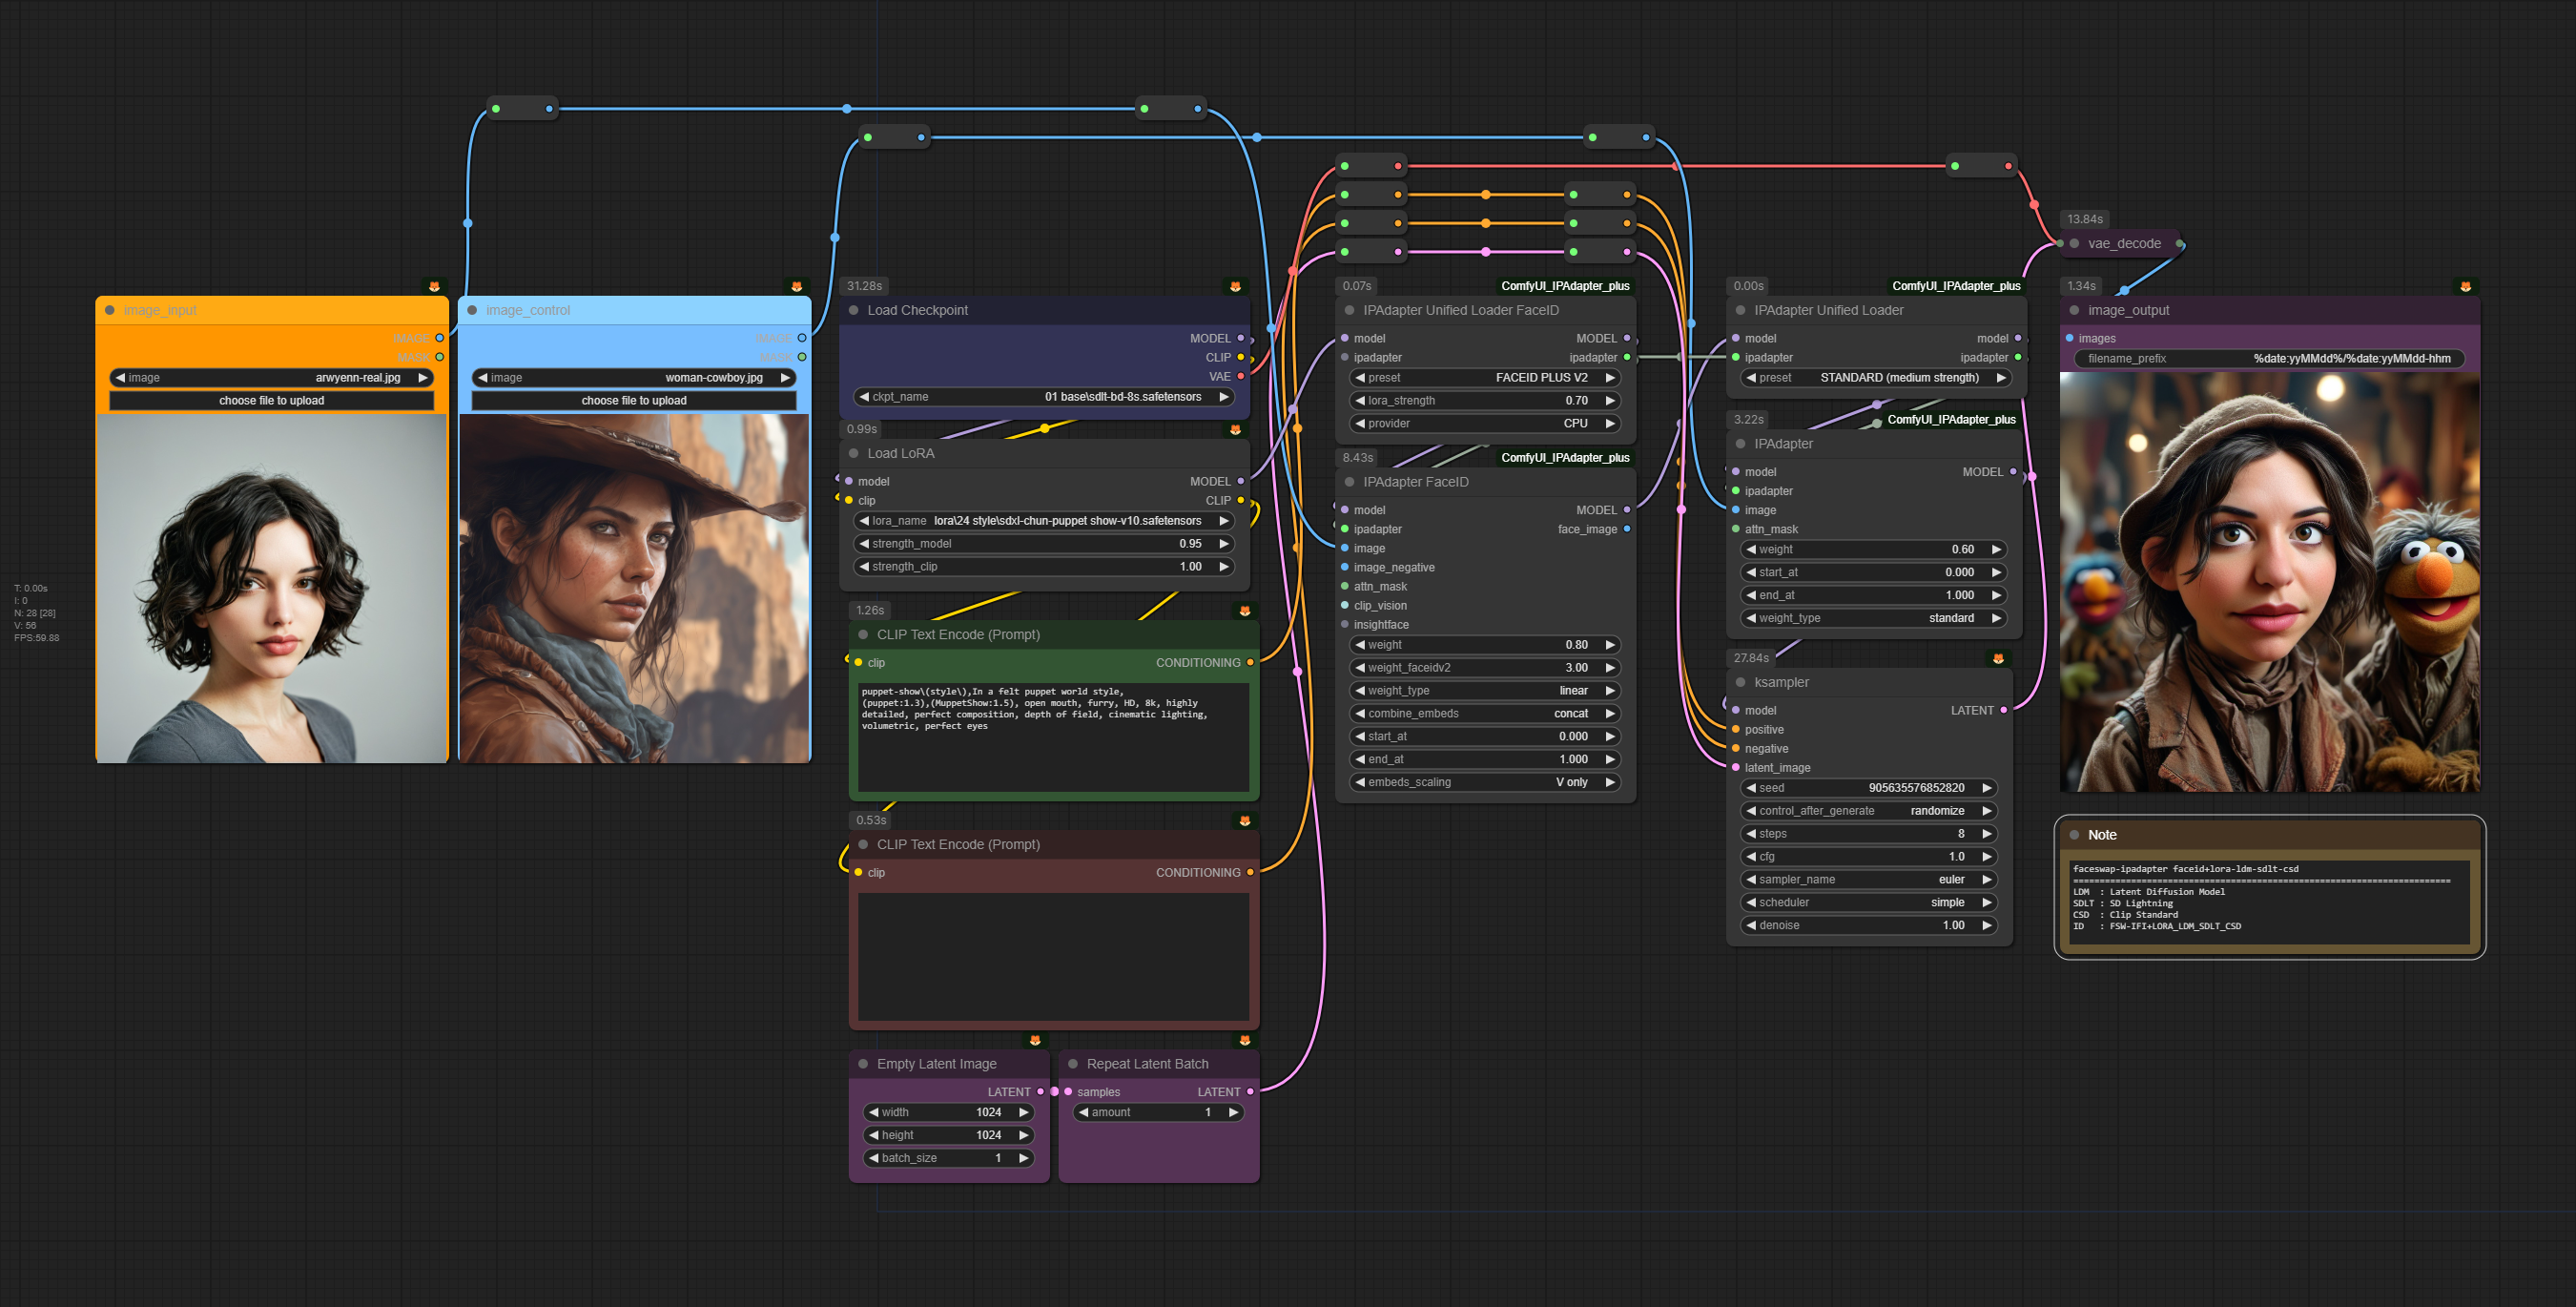 T: 0.00s
I: 0
N: 28 [28]
V: 56
FPS:59.88
image_input
IMAGE
MASK
image
arwyenn-real.jpg
choose file to upload
image_control
IMAGE
MASK
image
woman-cowboy.jpg
choose file to upload
31.28s
Load Checkpoint
MODEL
CLIP
VAE
ckpt_name
01 base\sdlt-bd-8s.safetensors
0.99s
Load LoRA
model
MODEL
clip
CLIP
lora_name
lora\24 style\sdxl-chun-puppet show-v10.safetensors
strength_model
0.95
strength_clip
1.00
1.26s
CLIP Text Encode (Prompt)
clip
CONDITIONING
puppet-show\(style\),In a felt puppet world style,
(puppet:1.3),(MuppetShow:1.5), open mouth, furry, HD, 8k, highly
detailed, perfect composition, depth of field, cinematic lighting,
volumetric, perfect eyes
0.53s
CLIP Text Encode (Prompt)
clip
CONDITIONING
Empty Latent Image
LATENT
width
1024
height
1024
batch_size
1
Repeat Latent Batch
samples
LATENT
amount
1
0.07s
ComfyUI_IPAdapter_plus
IPAdapter Unified Loader FaceID
model
MODEL
ipadapter
ipadapter
preset
FACEID PLUS V2
lora_strength
0.70
provider
CPU
8.43s
ComfyUI_IPAdapter_plus
IPAdapter FaceID
model
MODEL
ipadapter
face_image
image
image_negative
attn_mask
clip_vision
insightface
weight
0.80
weight_faceidv2
3.00
weight_type
linear
combine_embeds
concat
start_at
0.000
end_at
1.000
embeds_scaling
V only
0.00s
ComfyUI_IPAdapter_plus
IPAdapter Unified Loader
model
model
ipadapter
ipadapter
preset
STANDARD (medium strength)
3.22s
ComfyUI_IPAdapter_plus
IPAdapter
model
MODEL
ipadapter
image
attn_mask
weight
0.60
start_at
0.000
end_at
1.000
weight_type
standard
27.84s
ksampler
model
LATENT
positive
negative
latent_image
seed
905635576852820
control_after_generate
randomize
steps
8
cfg
1.0
sampler_name
euler
scheduler
simple
denoise
1.00
13.84s
vae_decode
1.34s
image_output
images
filename_prefix
%date:yyMMdd%/%date:yyMMdd-hhm
Note
faceswap-ipadapter faceid+lora-ldm-sdlt-csd
========================================================================
LDM : Latent Diffusion Model
SDLT : SD Lightning
CSD : Clip Standard
ID : FSW-IFI+LORA_LDM_SDLT_CSD